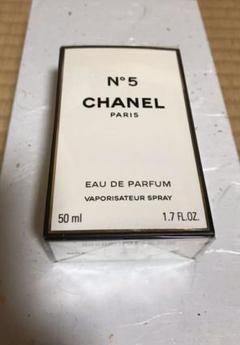 N°5
CHANEL
PARIS
EAU DE PARFUM
VAPORISATEUR SPRAY
50 ml 1.7 FL.OZ.